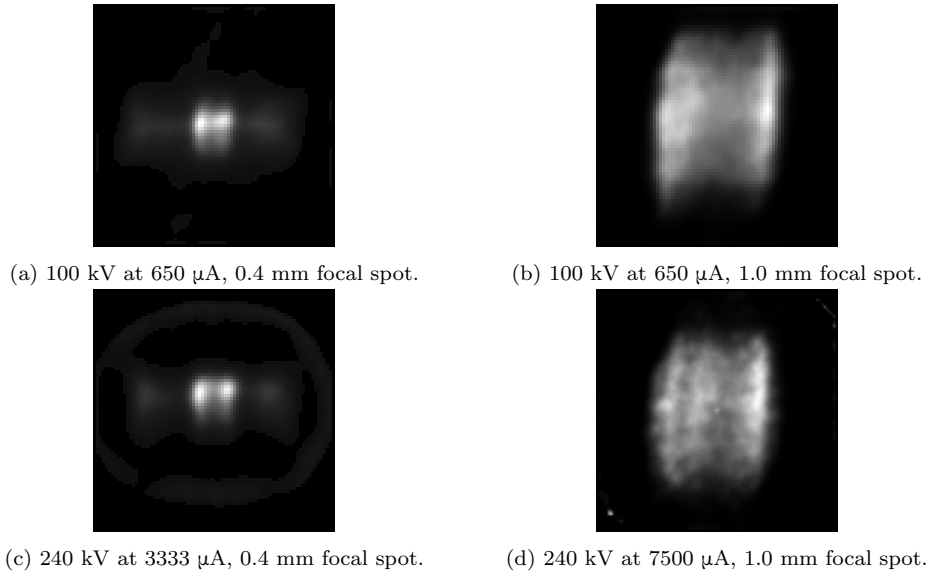 (a) 100 kV at 650 μA, 0.4 mm focal spot.
(b) 100 kV at 650 μA, 1.0 mm focal spot.
(c) 240 kV at 3333 μA, 0.4 mm focal spot.
(d) 240 kV at 7500 μA, 1.0 mm focal spot.